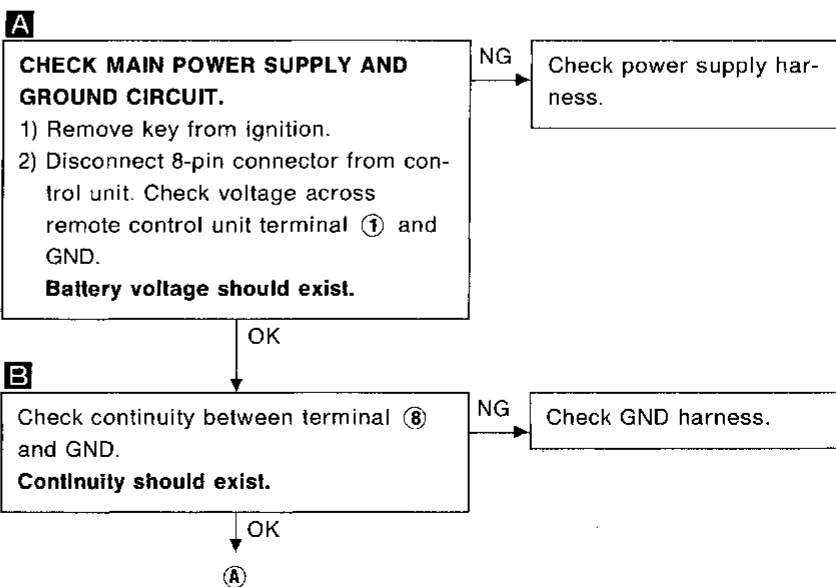 A
CHECK MAIN POWER SUPPLY AND
GROUND CIRCUIT.
1) Remove key from ignition.
2) Disconnect 8-pin connector from con-
trol unit. Check voltage across
remote control unit terminal ① and
GND.
Battery voltage should exist.
NG
Check power supply har-
ness.
OK
B
Check continuity between terminal ⑧
and GND.
Continuity should exist.
NG
Check GND harness.
OK
Ⓐ